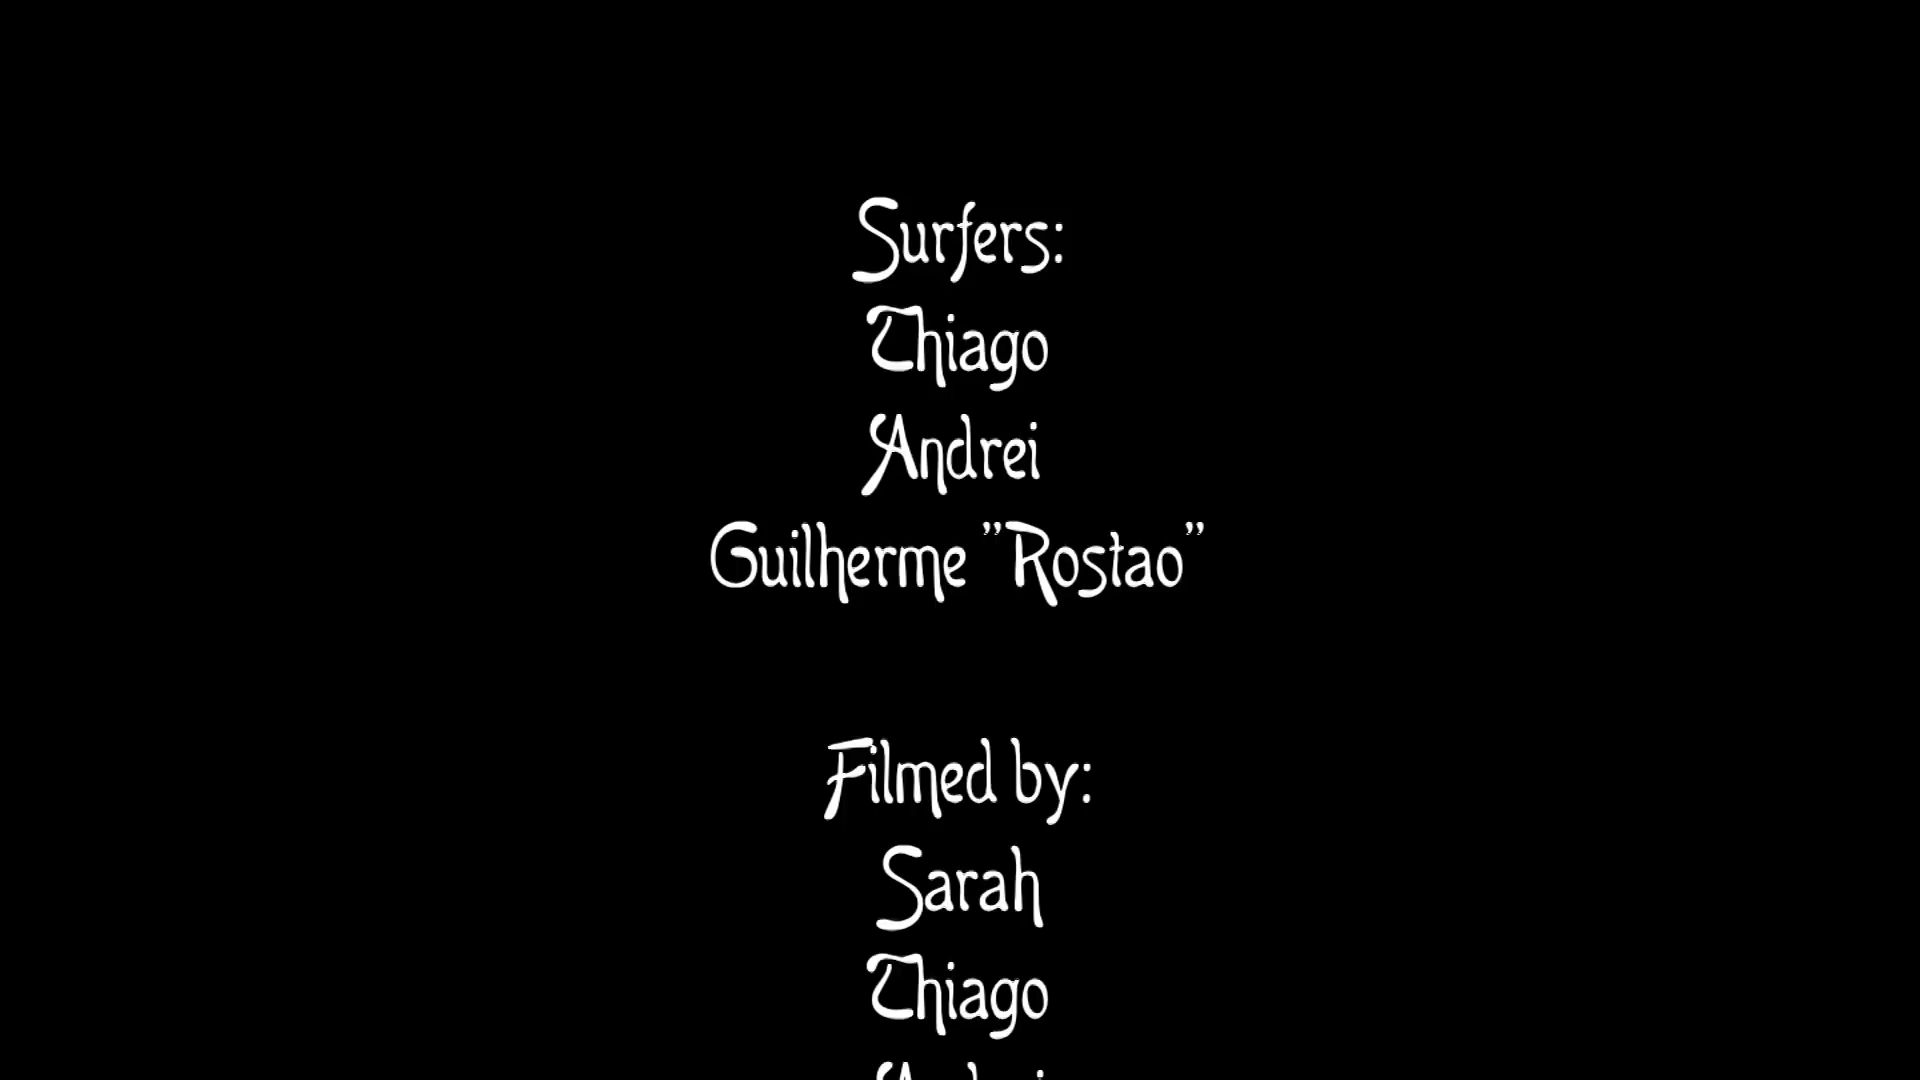 Surfers:
Thiago
Andrei
Guilherme "Rostao"
Filmed by:
Sarah
Thiago